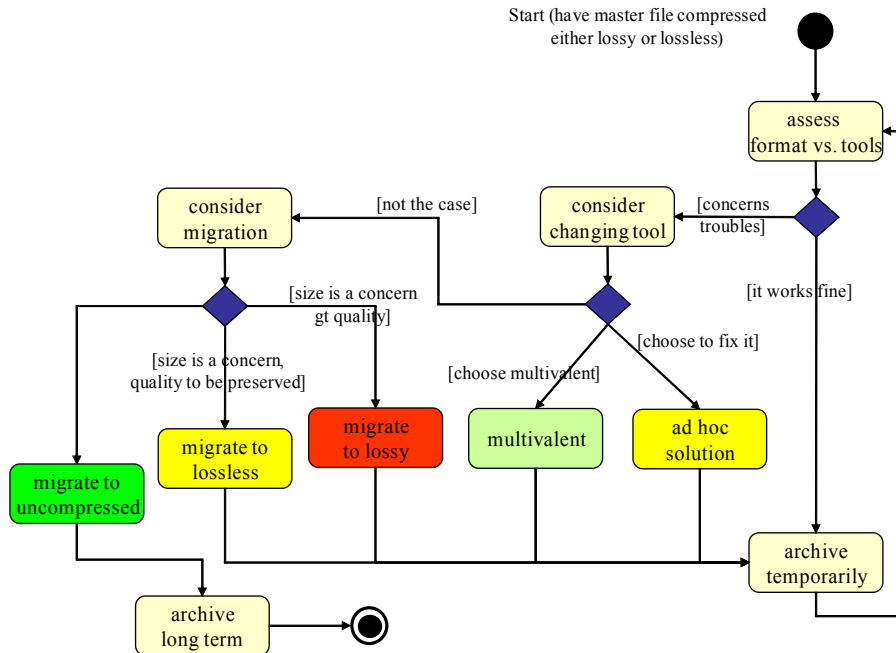 Start (have master file compressed
either lossy or lossless)
assess
format vs. tools
[concerns
troubles]
consider
changing tool
[not the case]
consider
migration
[it works fine]
[size is a concern
gt quality]
[choose to fix it]
[size is a concern,
quality to be preserved]
[choose multivalent]
migrate to
uncompressed
migrate to
lossless
migrate
to lossy
multivalent
ad hoc
solution
archive
temporarily
archive
long term